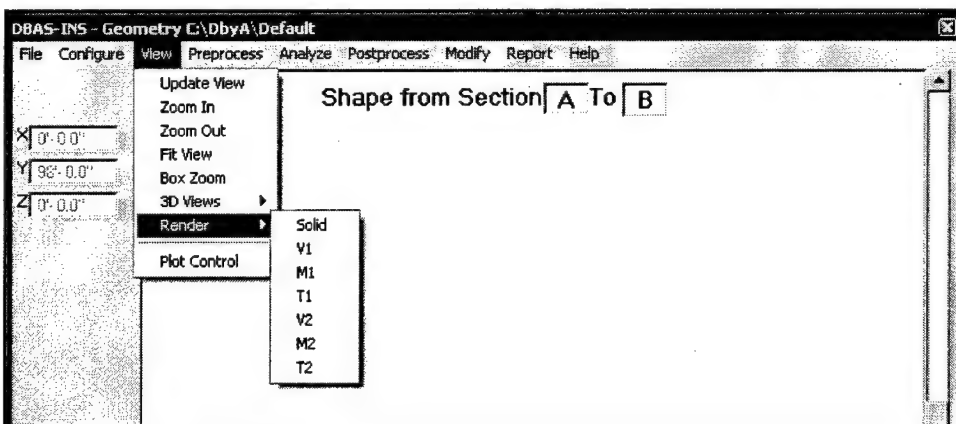 DBAS-INS - Geometry C:\DbyA\Default
File Configure View Preprocess Analyze Postprocess Modify Report Help
Update View
Zoom In
Zoom Out
Fit View
Box Zoom
3D Views
Render
Plot Control
Solid
V1
M1
T1
V2
M2
T2
Shape from Section A To B
X 0'-0.0"
Y 98'-0.0"
Z 0'-0.0"